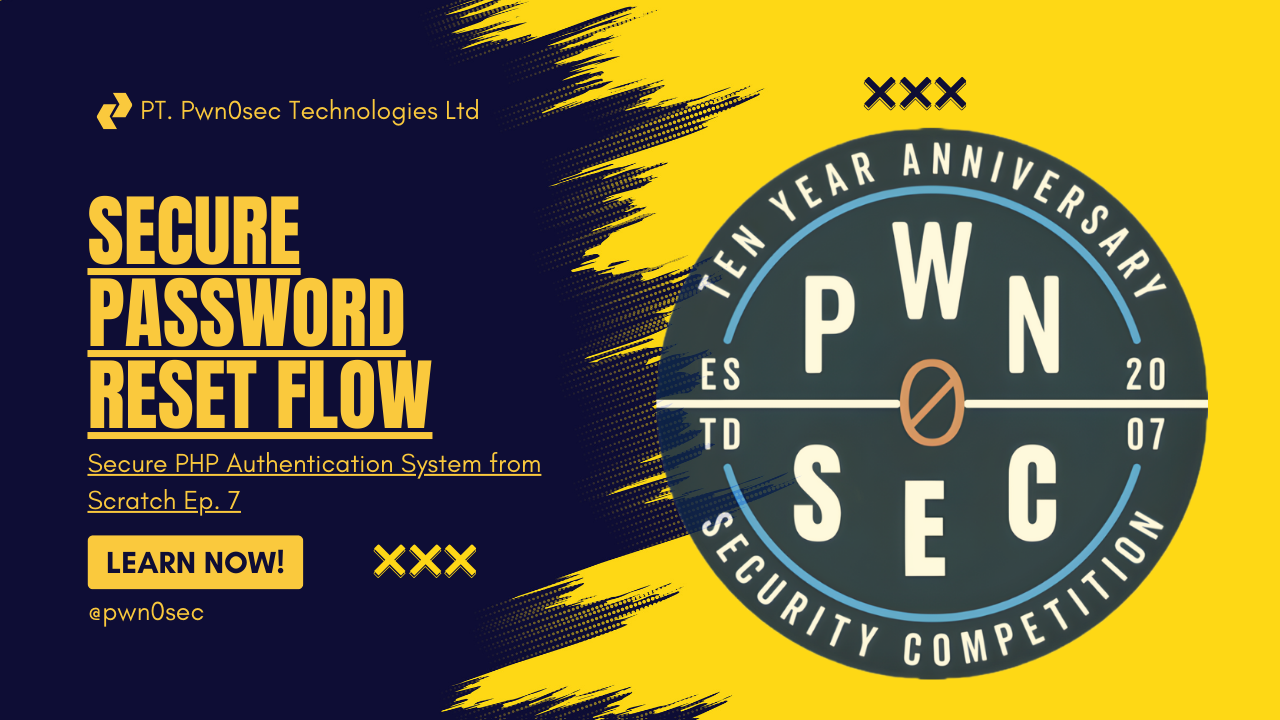 PT. Pwn0sec Technologies Ltd
SECURE
PASSWORD
RESET FLOW
Secure PHP Authentication System from
Scratch Ep. 7
LEARN NOW!
@pwn0sec
TEN YEAR ANNIVERSARY
PWN
ES 20
0
TD 07
SEC
SECURITY COMPETITION